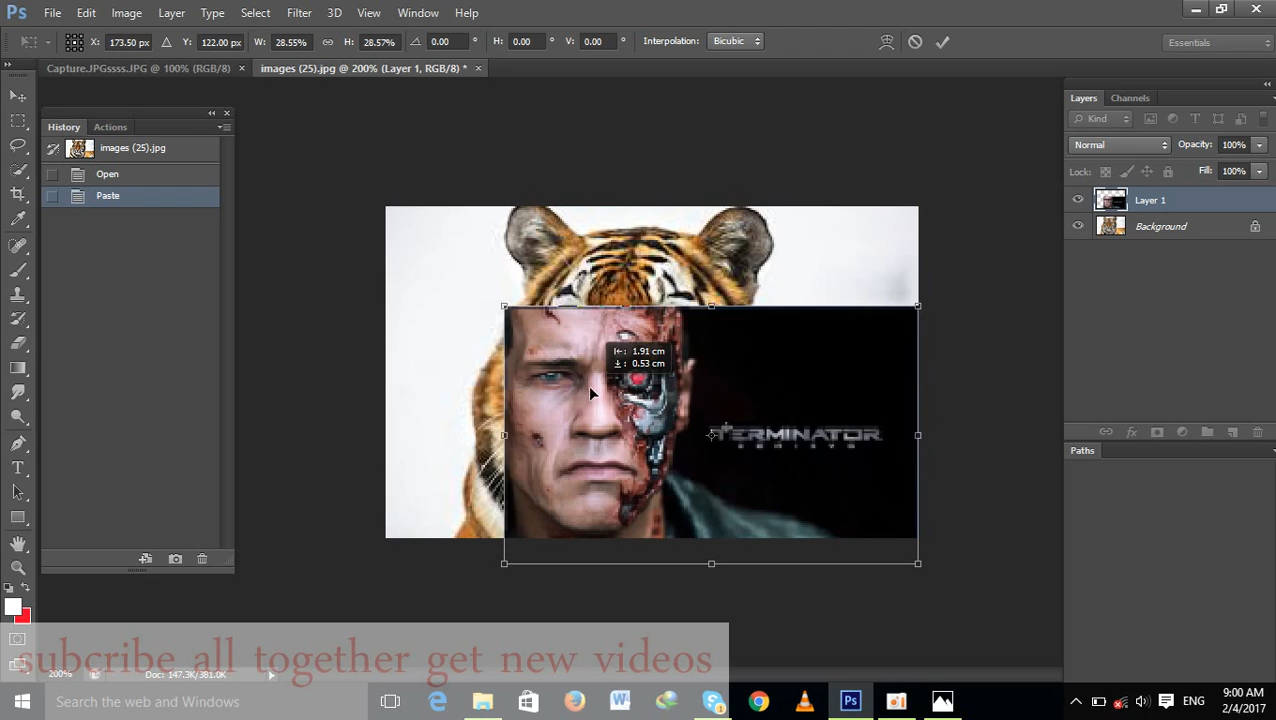 Ps File Edit Image Layer Type Select Filter 3D View Window Help
X: 173.50 px Y: 122.00 px W: 28.55% H: 28.57% 0.00 ° H: 0.00 ° V: 0.00 ° Interpolation: Bicubic Essentials
Capture.JPGssss.JPG @ 100% (RGB/8) × images (25).jpg @ 200% (Layer 1, RGB/8) * ×
History Actions
images (25).jpg
Open
Paste
Layers Channels
Kind
Normal Opacity: 100%
Lock: Fill: 100%
Layer 1
Background
Paths
1.91 cm
0.53 cm
TERMINATOR
subcribe all together get new videos
200% Doc: 147.3K/381.0K
Search the web and Windows
ENG
9:00 AM
2/4/2017